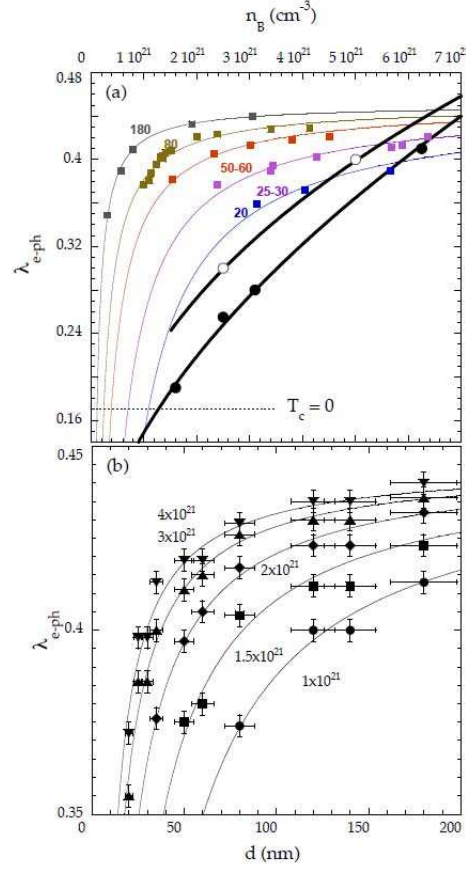 n_B (cm⁻³)
0 1 10²¹ 2 10²¹ 3 10²¹ 4 10²¹ 5 10²¹ 6 10²¹ 7 10²¹
0.48
(a)
180
80
0.4
50-60
25-30
20
0.32
λ_e-ph
0.24
T_c = 0
0.16
0.45
(b)
4x10²¹
3x10²¹
2x10²¹
λ_e-ph
0.4
1.5x10²¹
1x10²¹
0.35
0 50 100 150 200
d (nm)